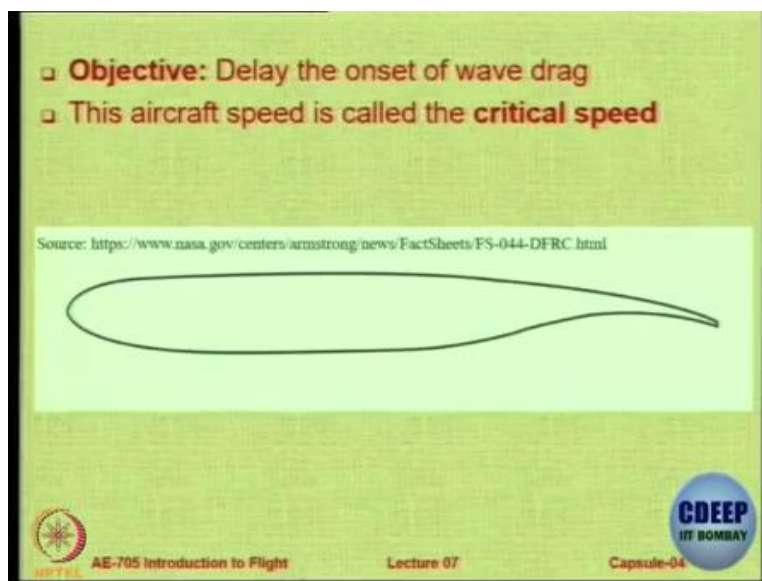 Objective: Delay the onset of wave drag
This aircraft speed is called the critical speed
Source: https://www.nasa.gov/centers/armstrong/news/FactSheets/FS-044-DFRC.html
CDEEP
IIT BOMBAY
NPTEL
AE-705 Introduction to Flight
Lecture 07
Capsule-04